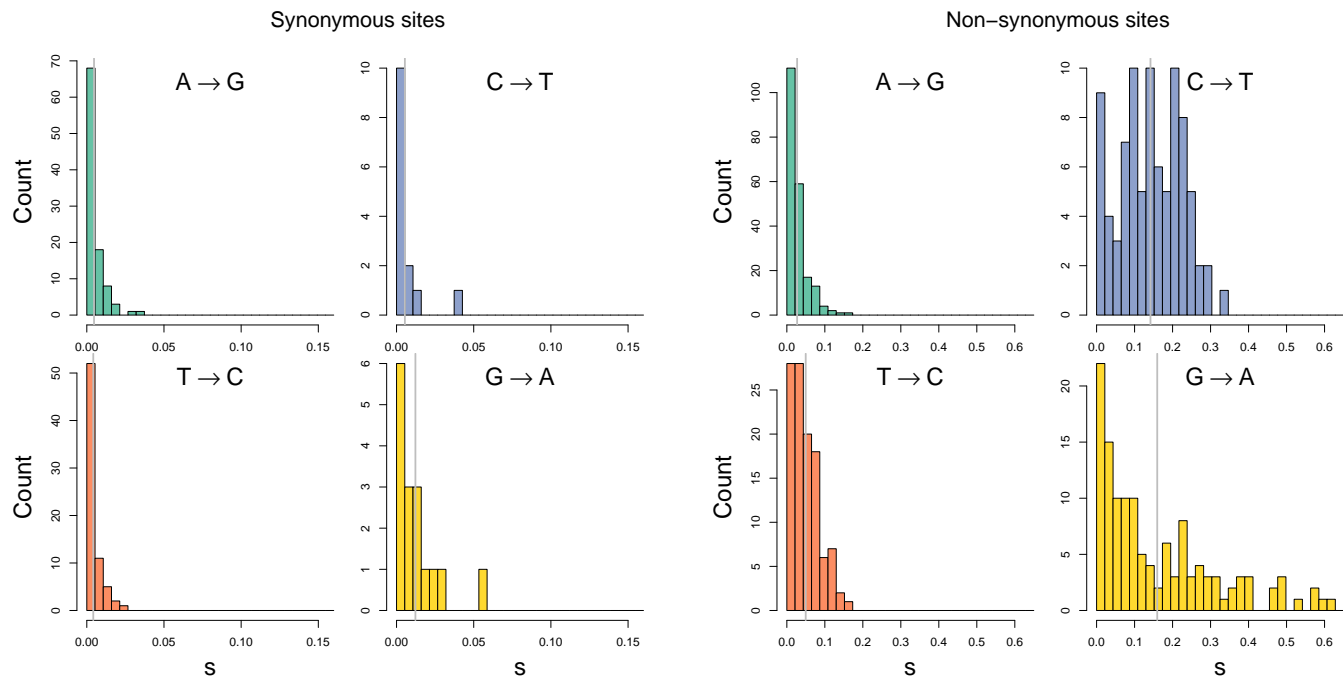 Synonymous sites
Non−synonymous sites
A → G
Count
0 10 20 30 40 50 60 70
0.00 0.05 0.10 0.15
C → T
0 2 4 6 8 10
0.00 0.05 0.10 0.15
A → G
Count
0 20 40 60 80 100
0.0 0.1 0.2 0.3 0.4 0.5 0.6
C → T
0 2 4 6 8 10
0.0 0.1 0.2 0.3 0.4 0.5 0.6
T → C
Count
0 10 20 30 40 50
0.00 0.05 0.10 0.15
s
G → A
0 1 2 3 4 5 6
0.00 0.05 0.10 0.15
s
T → C
Count
0 5 10 15 20 25
0.0 0.1 0.2 0.3 0.4 0.5 0.6
s
G → A
0 5 10 15 20
0.0 0.1 0.2 0.3 0.4 0.5 0.6
s